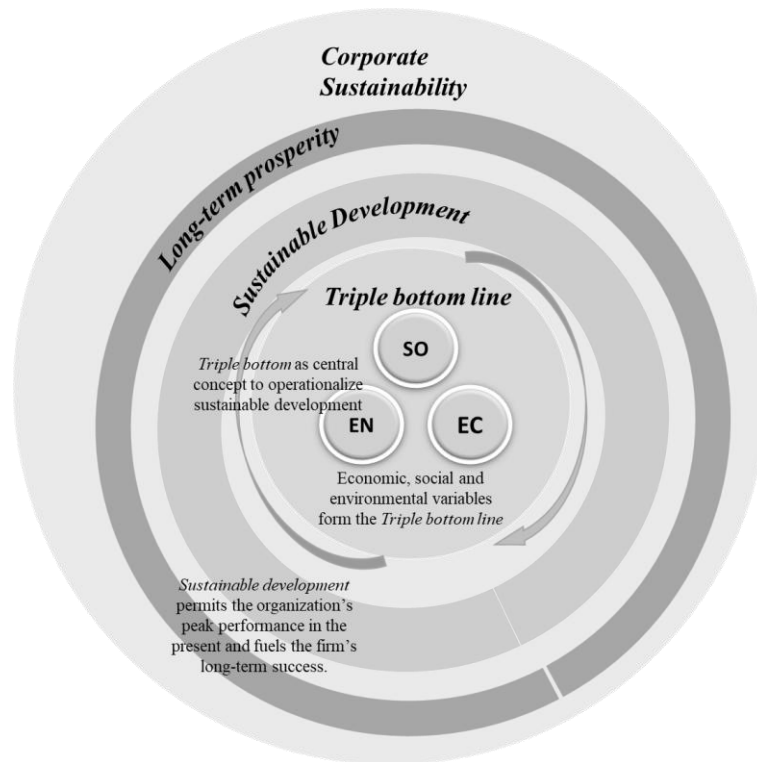 Corporate
Sustainability
Long-term prosperity
Sustainable Development
Triple bottom line
SO
Triple bottom as central
concept to operationalize
sustainable development
EN
EC
Economic, social and
environmental variables
form the Triple bottom line
Sustainable development
permits the organization’s
peak performance in the
present and fuels the firm’s
long-term success.